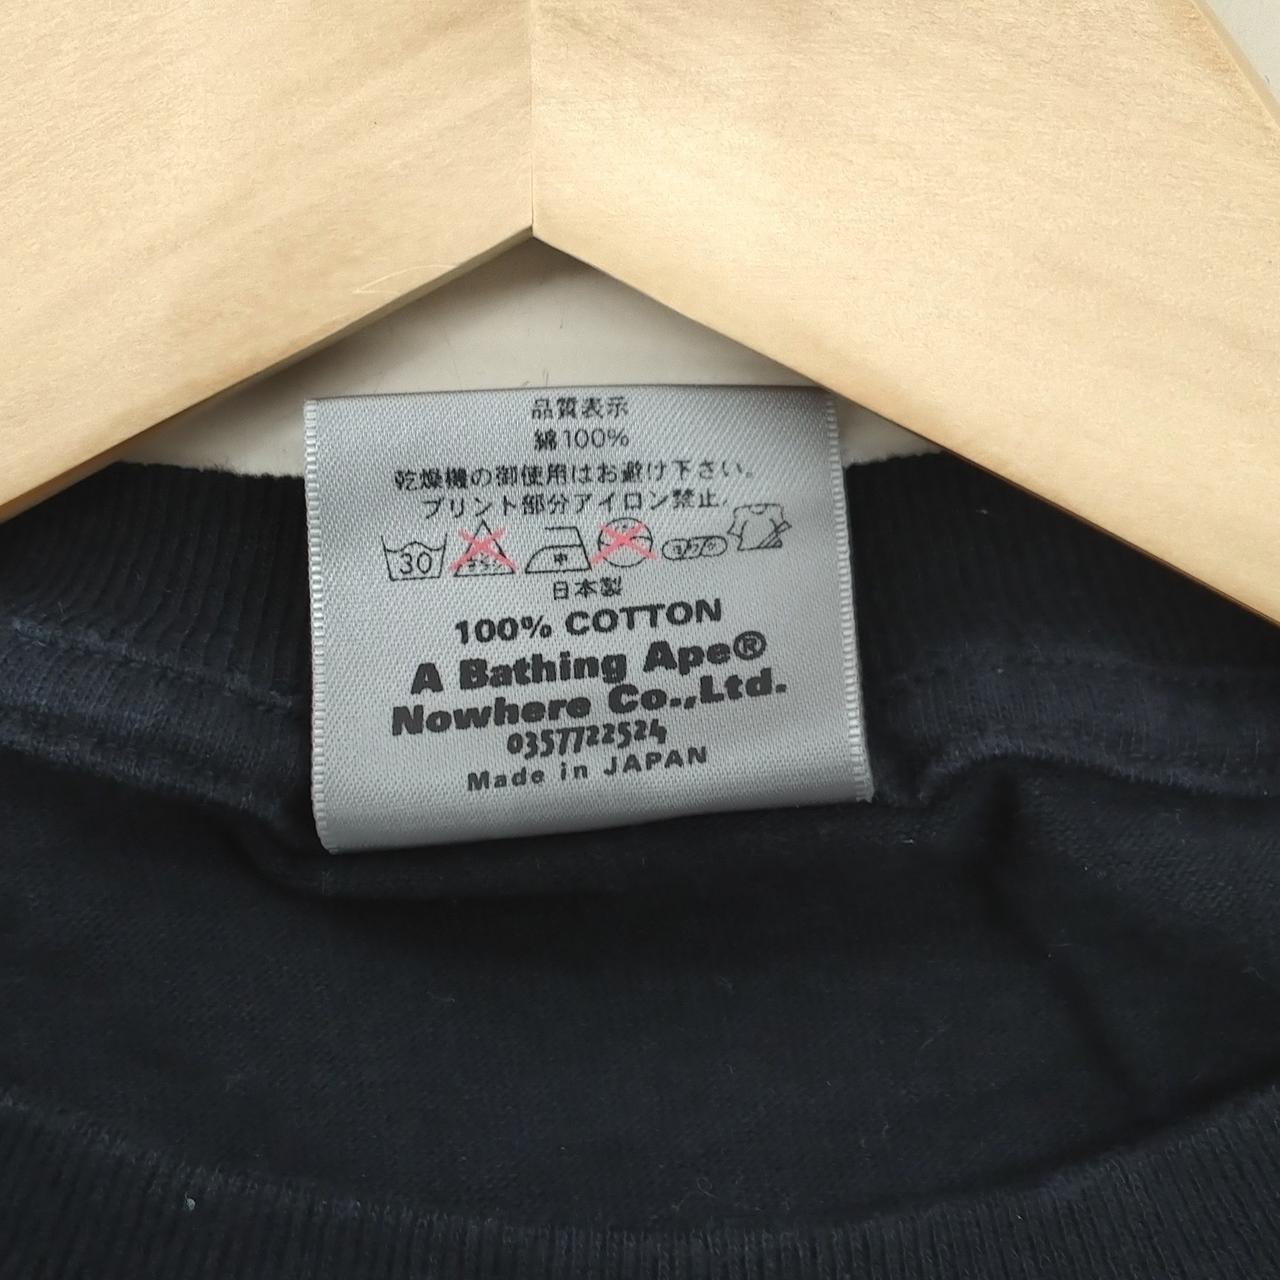 品質表示
綿100%
乾燥機の御使用はお避け下さい。
プリント部分アイロン禁止.
30 中
日本製
100% COTTON
A Bathing Ape®
Nowhere Co.,Ltd.
0357722524
Made in JAPAN